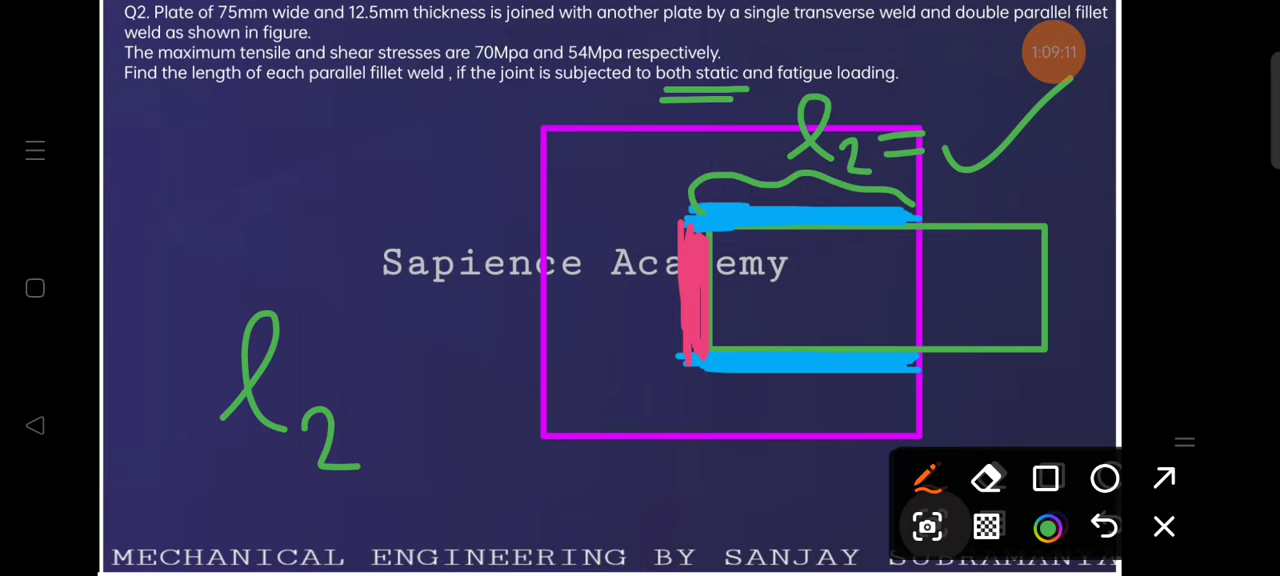 Q2. Plate of 75mm wide and 12.5mm thickness is joined with another plate by a single transverse weld and double parallel fillet
weld as shown in figure.
The maximum tensile and shear stresses are 70Mpa and 54Mpa respectively.
Find the length of each parallel fillet weld , if the joint is subjected to both static and fatigue loading.
1:09:11
l2=
Sapience Academy
l2
MECHANICAL ENGINEERING BY SANJAY